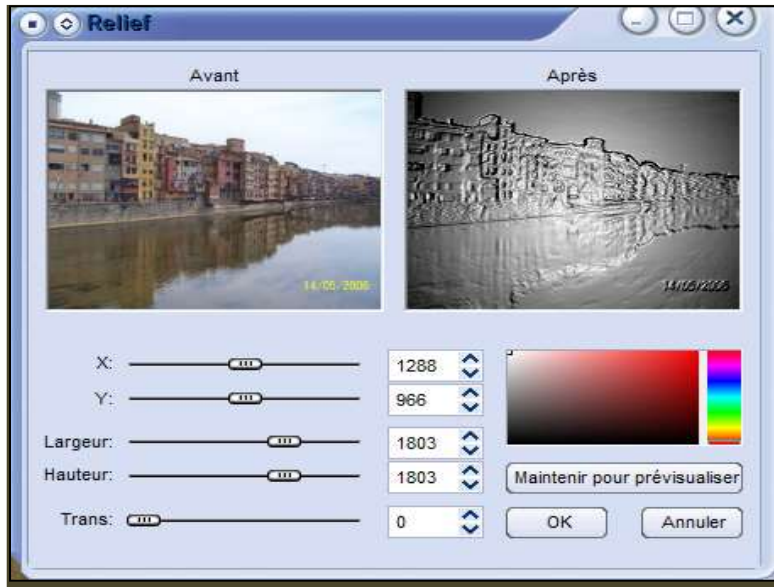 Relief
Avant Après
14/05/2006 14/05/2006
X: 1288
Y: 966
Largeur: 1803
Hauteur: 1803 Maintenir pour prévisualiser
Trans: 0 OK Annuler